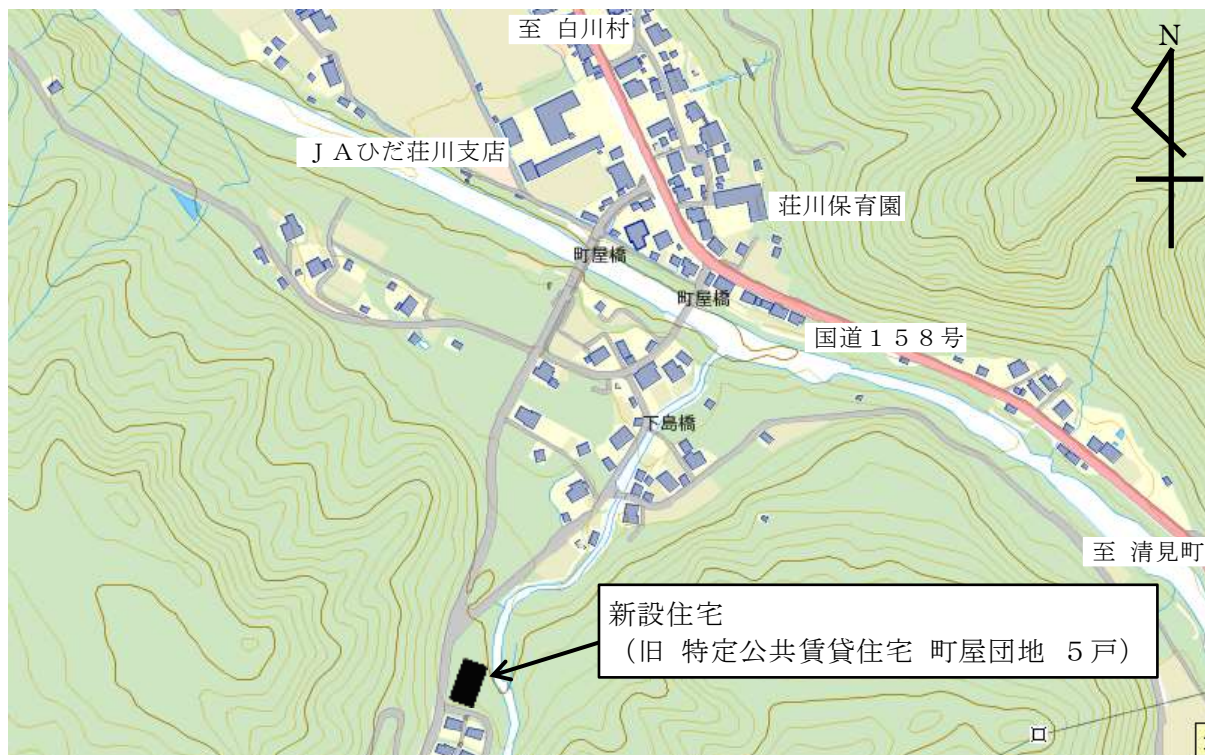 至 白川村
N
JAひだ荘川支店
荘川保育園
町屋橋
町屋橋
国道158号
下島橋
至 清見町
新設住宅
(旧 特定公共賃貸住宅 町屋団地 5戸)